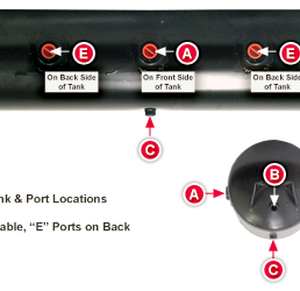 E
A
E
On Back Side
of Tank
On Front Side
of Tank
On Back Side
of Tank
C
B
A
nk & Port Locations
able, “E” Ports on Back
C